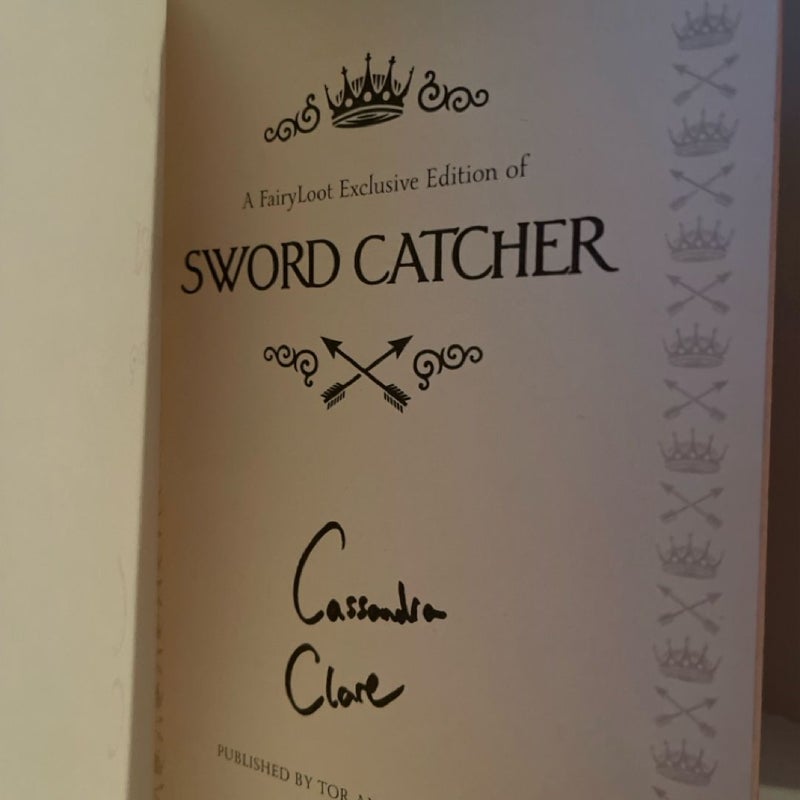 A FairyLoot Exclusive Edition of
SWORD CATCHER
Cassandra
Clare
PUBLISHED BY TOR